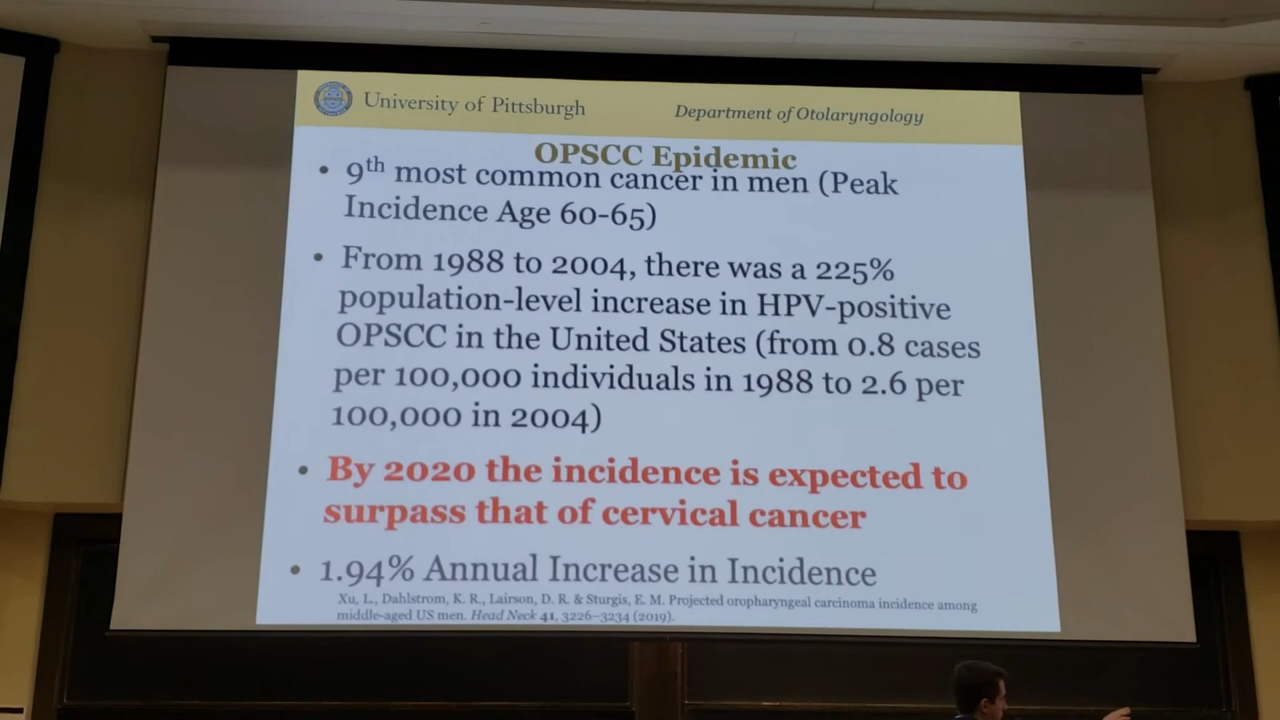 University of Pittsburgh
Department of Otolaryngology
OPSCC Epidemic
• 9th most common cancer in men (Peak
Incidence Age 60-65)
• From 1988 to 2004, there was a 225%
population-level increase in HPV-positive
OPSCC in the United States (from 0.8 cases
per 100,000 individuals in 1988 to 2.6 per
100,000 in 2004)
• By 2020 the incidence is expected to
surpass that of cervical cancer
• 1.94% Annual Increase in Incidence
Xu, L., Dahlstrom, K. R., Lairson, D. R. & Sturgis, E. M. Projected oropharyngeal carcinoma incidence among
middle-aged US men. Head Neck 41, 3226–3234 (2019).